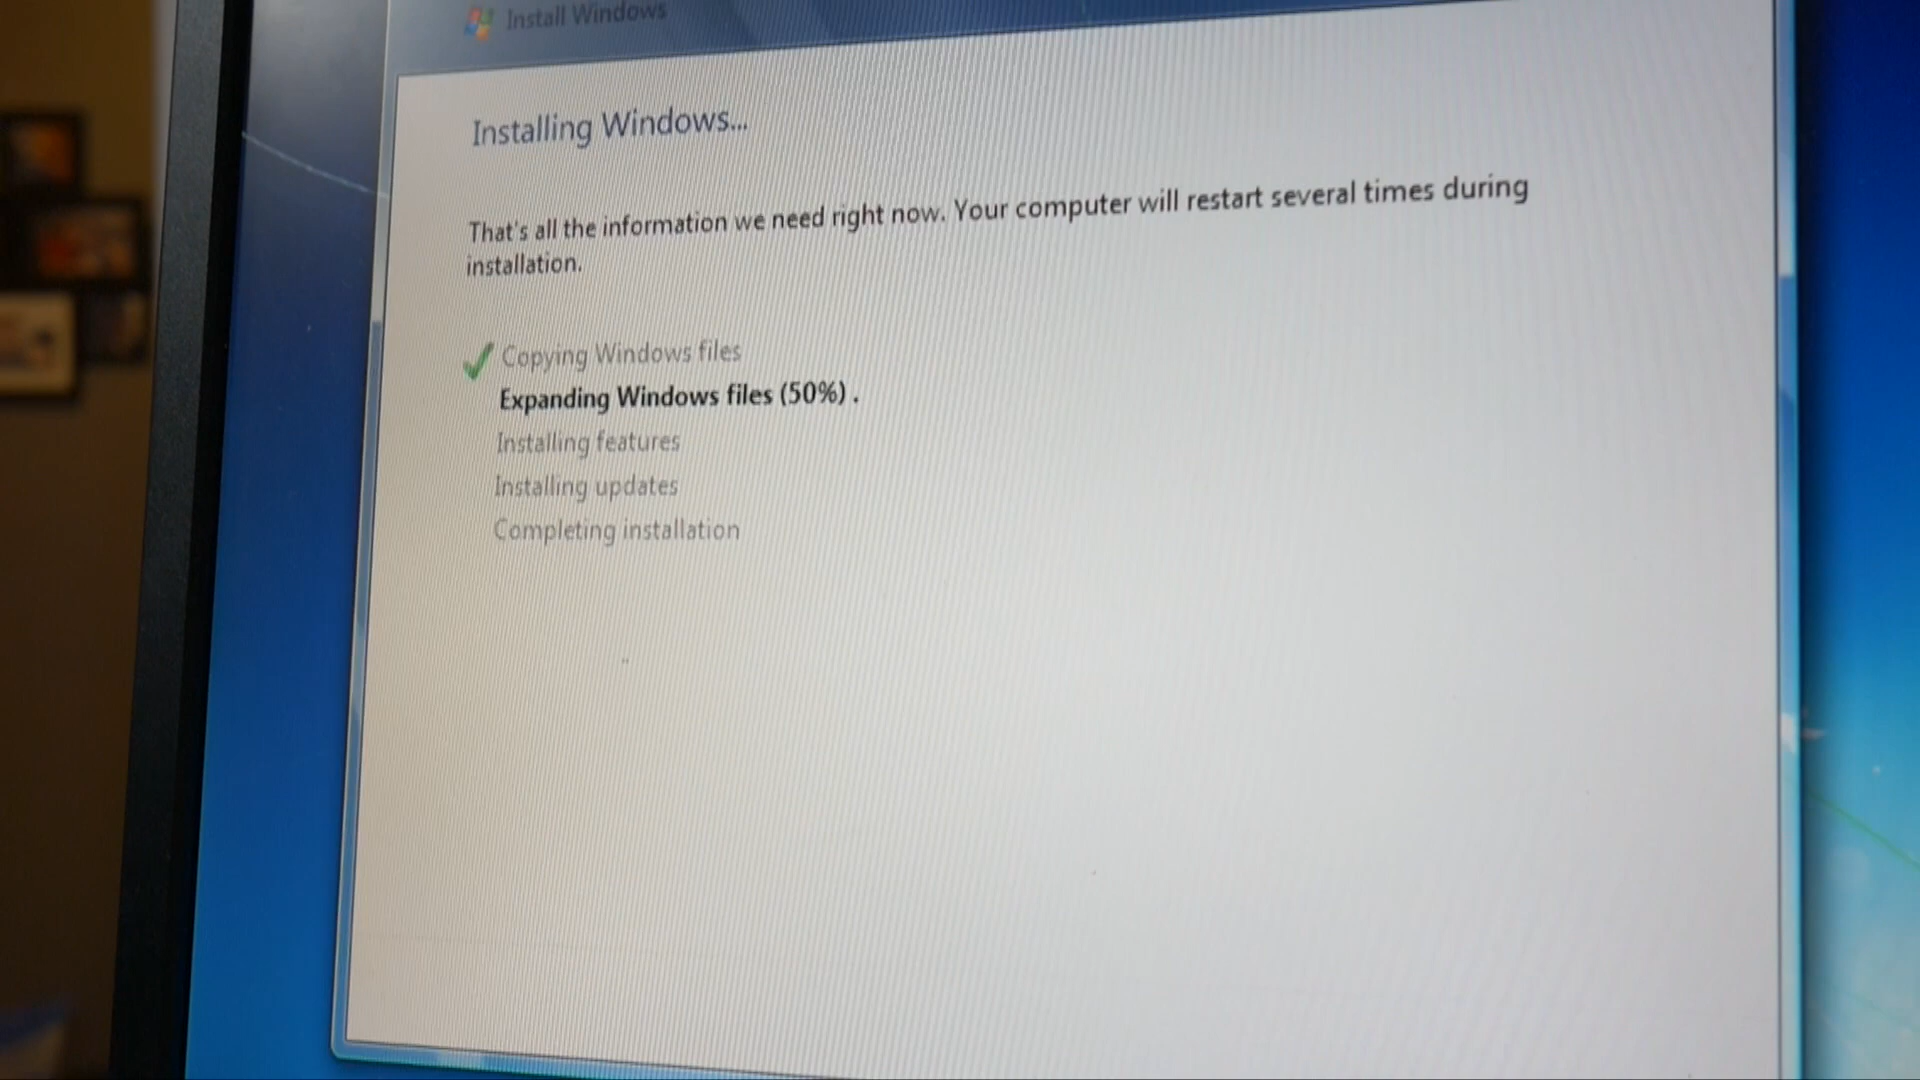 Install Windows
Installing Windows...
That's all the information we need right now. Your computer will restart several times during
installation.
Copying Windows files
Expanding Windows files (50%) .
Installing features
Installing updates
Completing installation